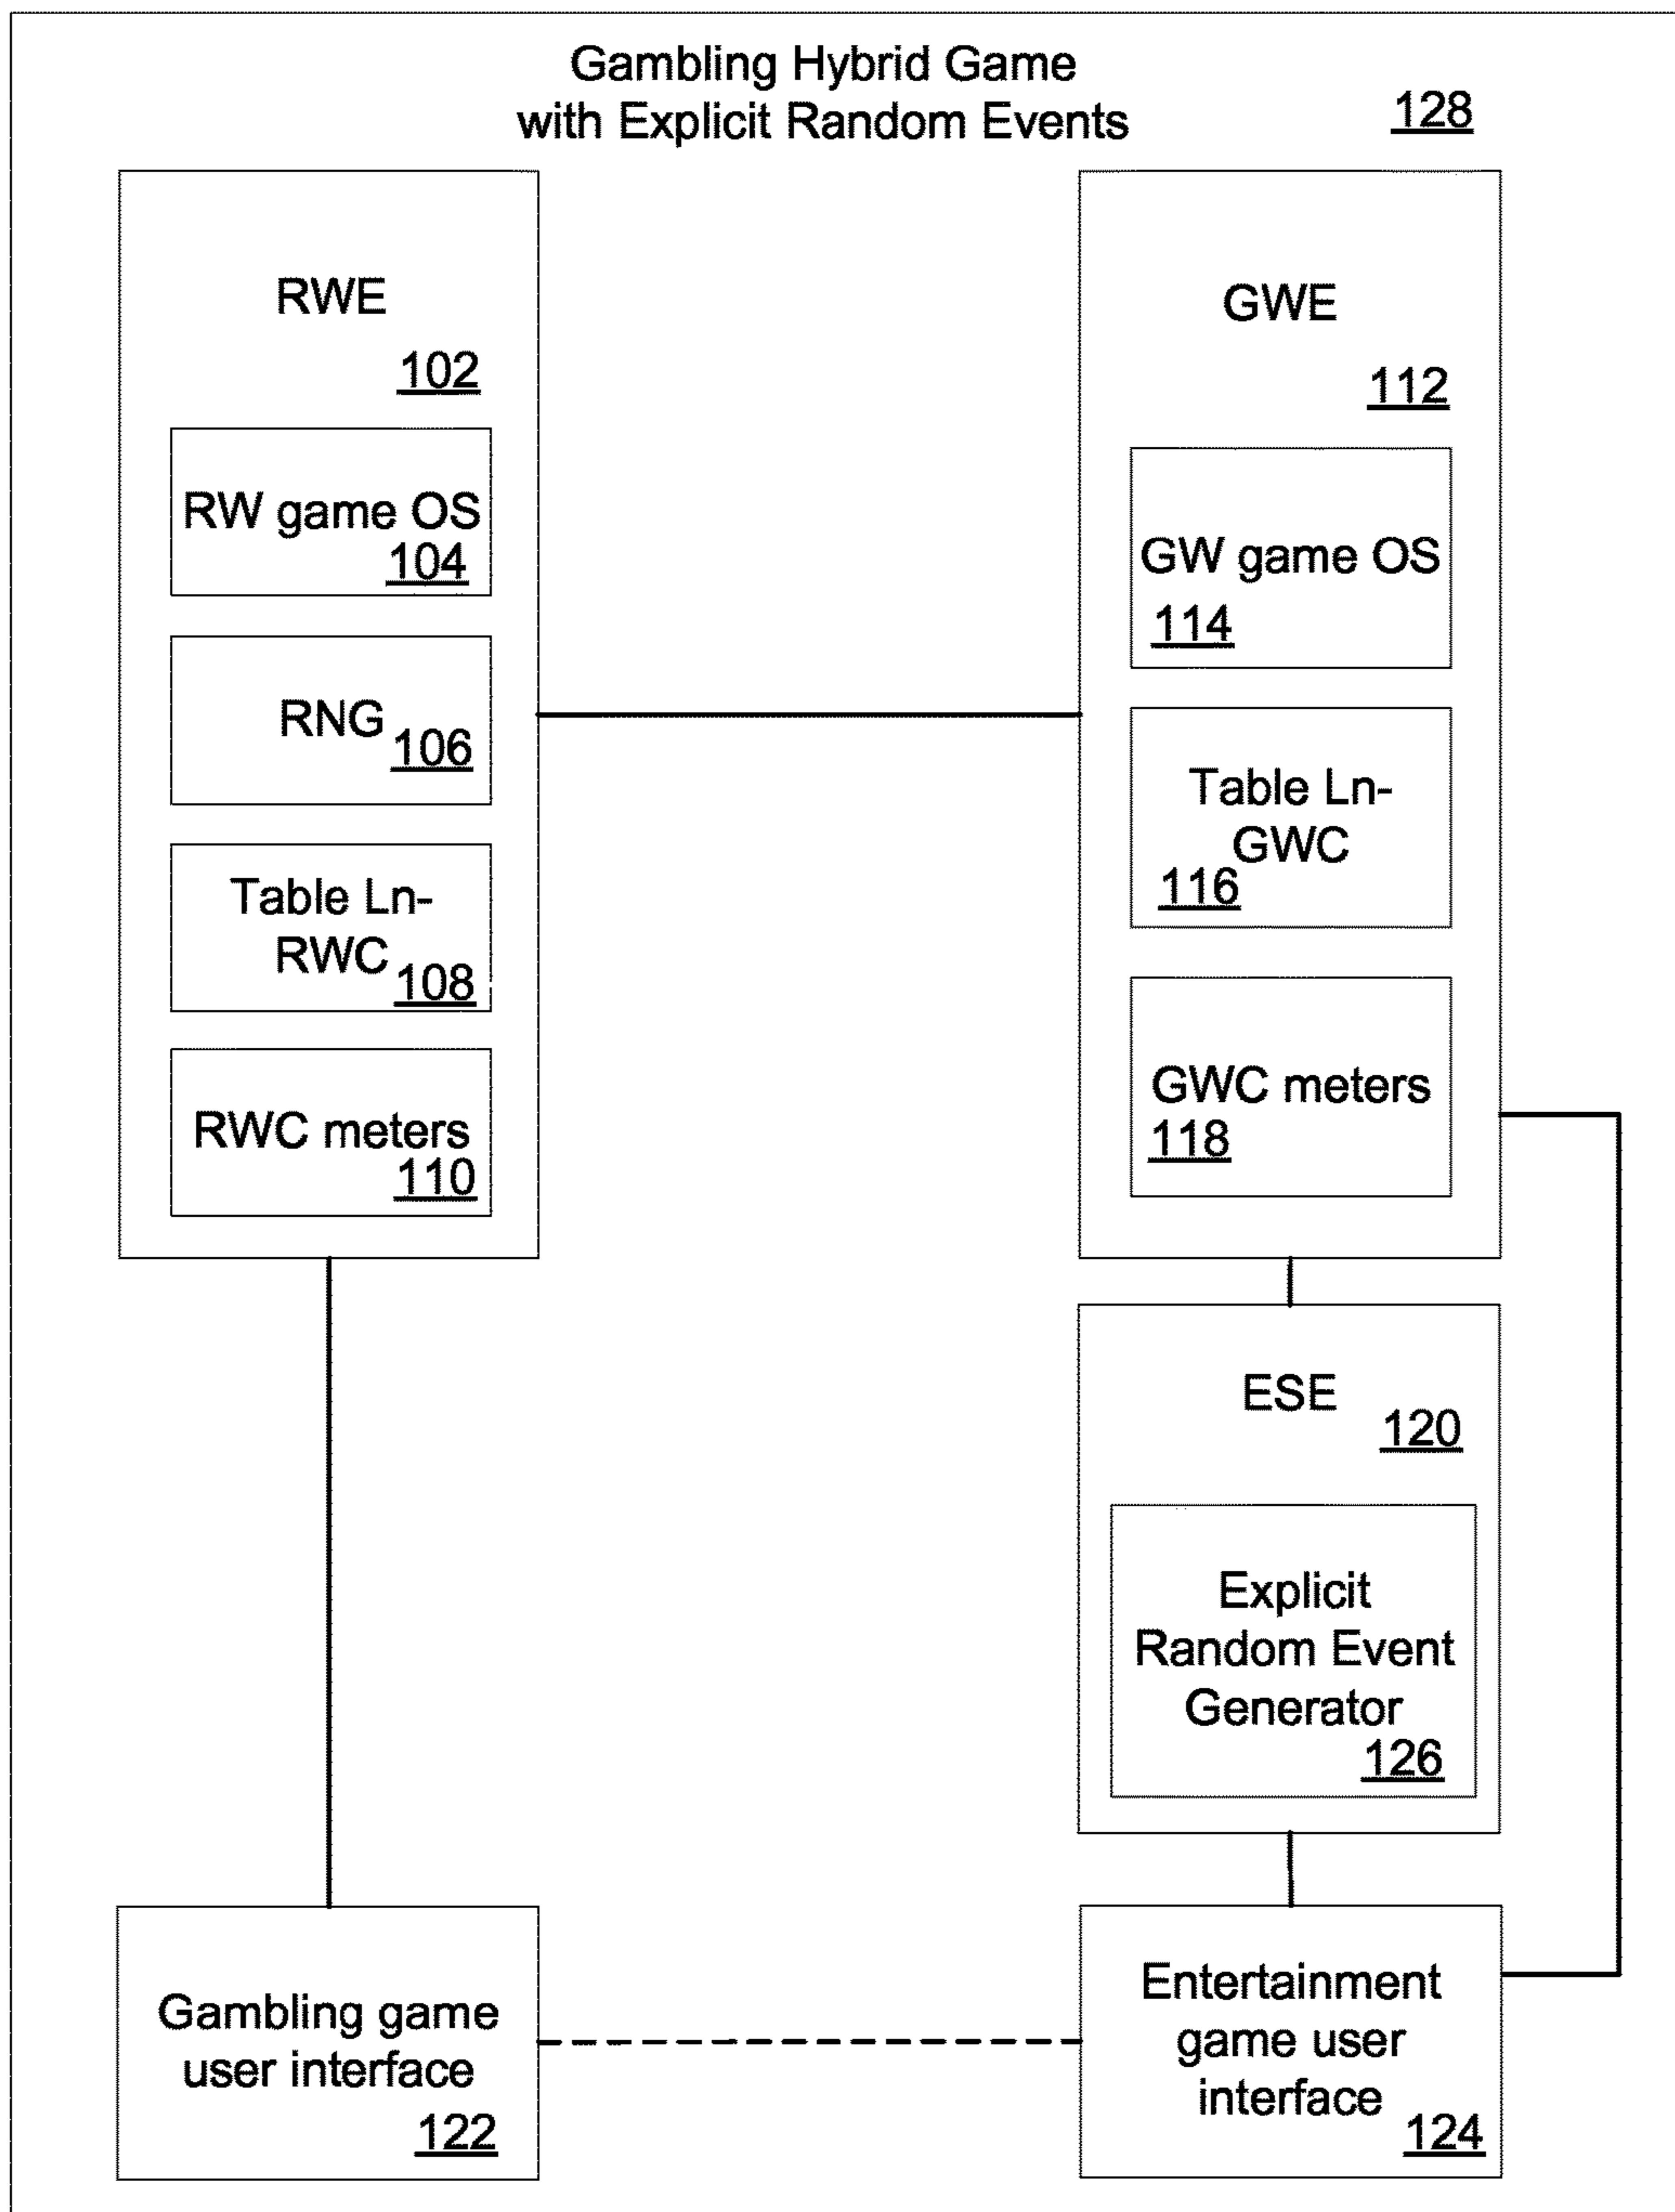 Gambling Hybrid Game
with Explicit Random Events
128
RWE
102
RW game OS
104
RNG
106
Table Ln-
RWC
108
RWC meters
110
GWE
112
GW game OS
114
Table Ln-
GWC
116
GWC meters
118
ESE
120
Explicit
Random Event
Generator
126
Gambling game
user interface
122
Entertainment
game user
interface
124